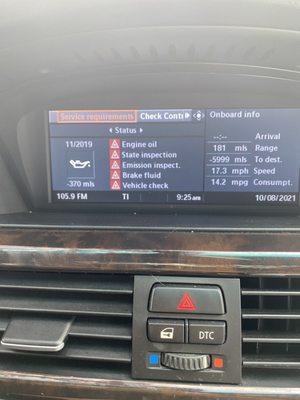 Service requirements Check Contr Onboard info
Status
11/2019
-370 mls
Engine oil
State inspection
Emission inspect.
Brake fluid
Vehicle check
--:-- Arrival
181 mls Range
-5999 mls To dest.
17.3 mph Speed
14.2 mpg Consumpt.
105.9 FM TI 9:25am 10/08/2021
DTC